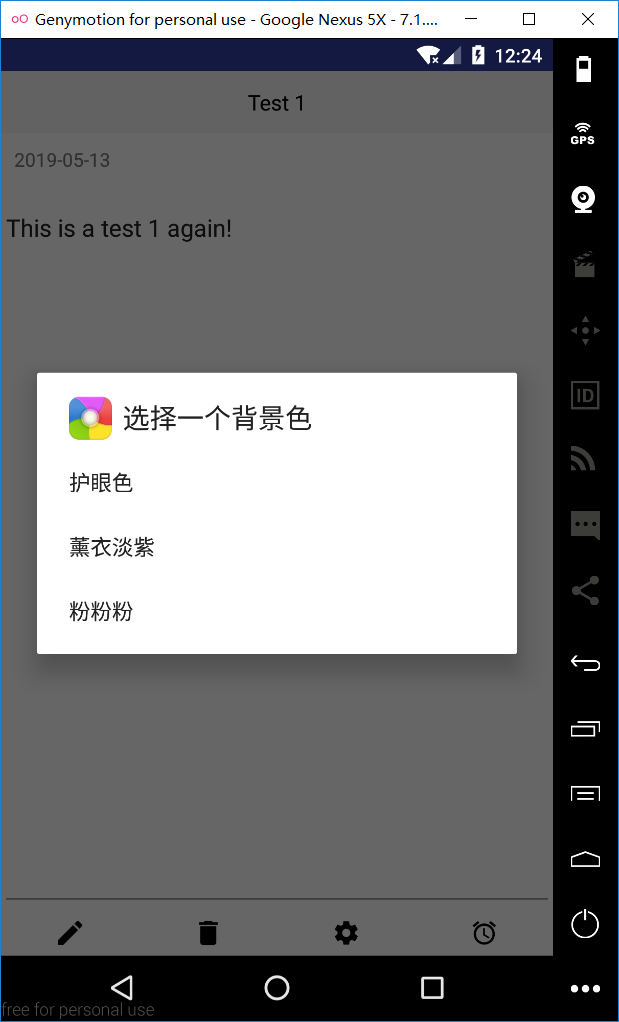 Genymotion for personal use - Google Nexus 5X - 7.1....
12:24
GPS
Test 1
2019-05-13
This is a test 1 again!
ID
选择一个背景色
护眼色
薰衣淡紫
粉粉粉
free for personal use